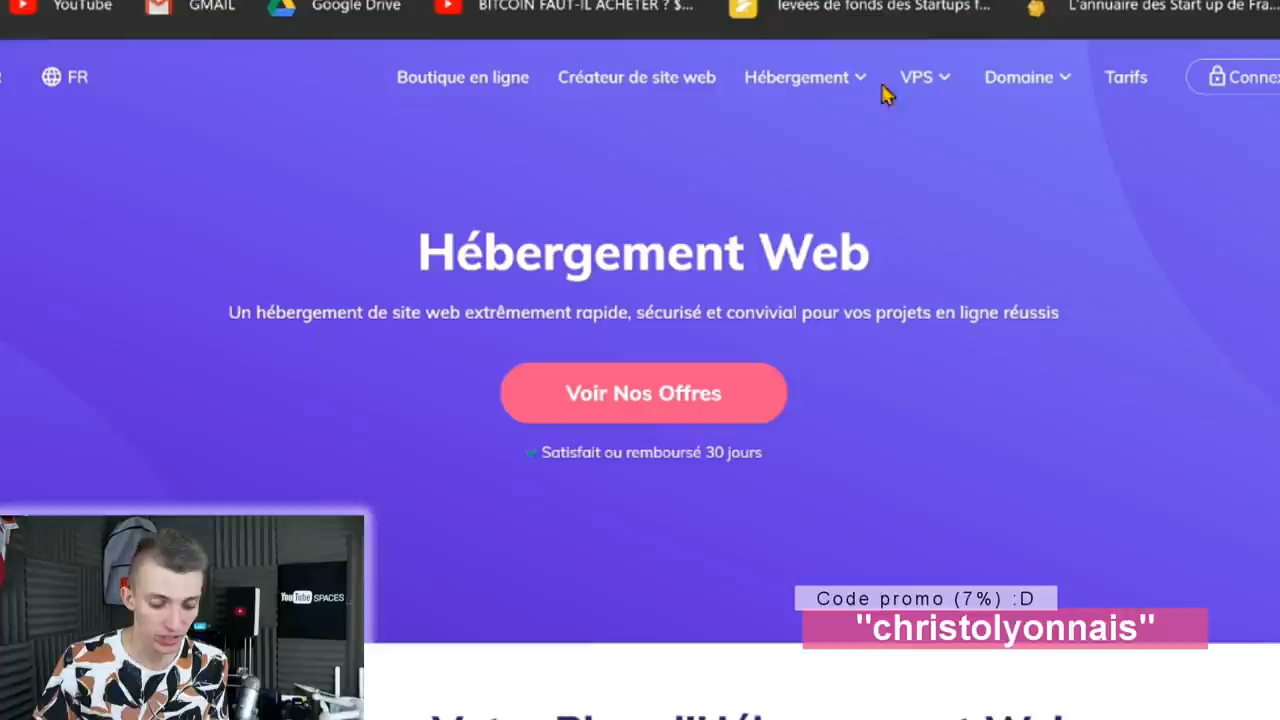 YouTube GMAIL Google Drive BITCOIN FAUT-IL ACHETER ? $... levées de fonds des Startups f... L'annuaire des Start up de Fra...
FR Boutique en ligne Créateur de site web Hébergement VPS Domaine Tarifs Connex
Hébergement Web
Un hébergement de site web extrêmement rapide, sécurisé et convivial pour vos projets en ligne réussis
Voir Nos Offres
Satisfait ou remboursé 30 jours
YouTube SPACES
Code promo (7%) :D
"christolyonnais"